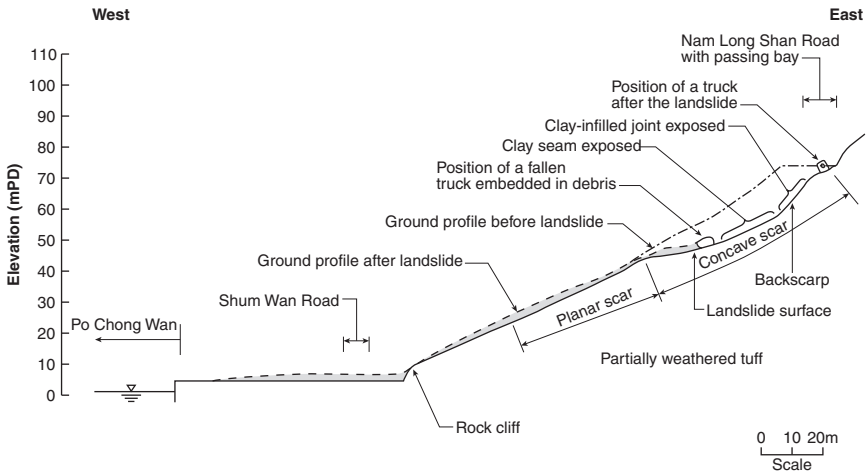 West
East
Nam Long Shan Road
with passing bay
Position of a truck
after the landslide
Clay-infilled joint exposed
Clay seam exposed
Position of a fallen
truck embedded in debris
Ground profile before landslide
Ground profile after landslide
Shum Wan Road
Po Chong Wan
Elevation (mPD)
110
100
90
80
70
60
50
40
30
20
10
0
Concave scar
Planar scar
Backscarp
Landslide surface
Partially weathered tuff
Rock cliff
0 10 20m
Scale